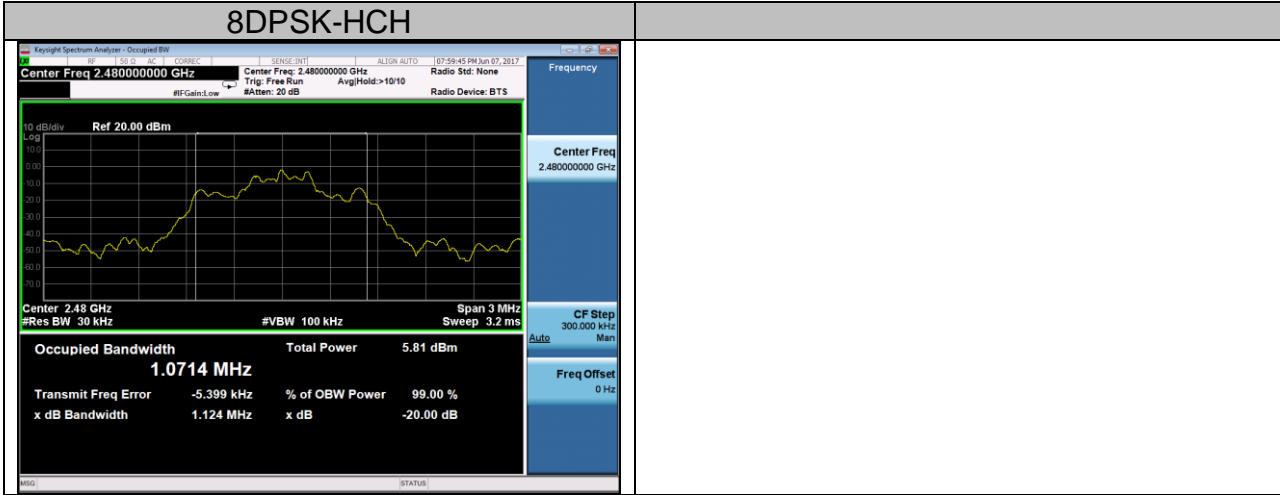 8DPSK-HCH
Keysight Spectrum Analyzer - Occupied BW
RF 50 Ω AC CORREC SENSE:INT ALIGN AUTO 07:59:45 PM Jun 07, 2017
Center Freq 2.480000000 GHz
Center Freq: 2.480000000 GHz Radio Std: None
Trig: Free Run Avg|Hold:>10/10
#IFGain:Low #Atten: 20 dB Radio Device: BTS
Frequency
10 dB/div Ref 20.00 dBm
Log
10.0
0.00
-10.0
-20.0
-30.0
-40.0
-50.0
-60.0
-70.0
Center 2.48 GHz Span 3 MHz
#Res BW 30 kHz #VBW 100 kHz Sweep 3.2 ms
Occupied Bandwidth Total Power 5.81 dBm
1.0714 MHz
Transmit Freq Error -5.399 kHz % of OBW Power 99.00 %
x dB Bandwidth 1.124 MHz x dB -20.00 dB
Center Freq
2.480000000 GHz
CF Step
300.000 kHz
Auto Man
Freq Offset
0 Hz
MSG STATUS